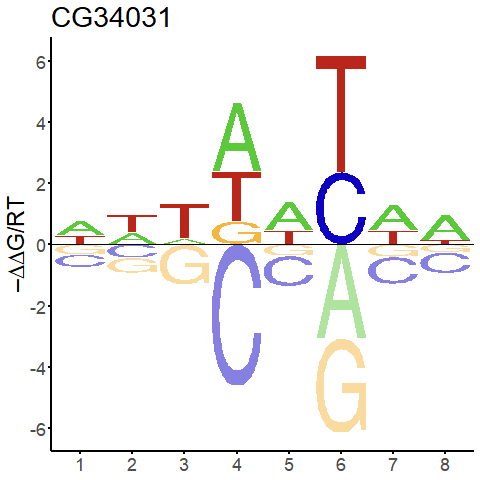 CG34031
−ΔΔG/RT
6
4
2
0
-2
-4
-6
A T G C
T A C G
T A G
A T G C
A T G C
T C A G
A T G C
A T G C
1 2 3 4 5 6 7 8